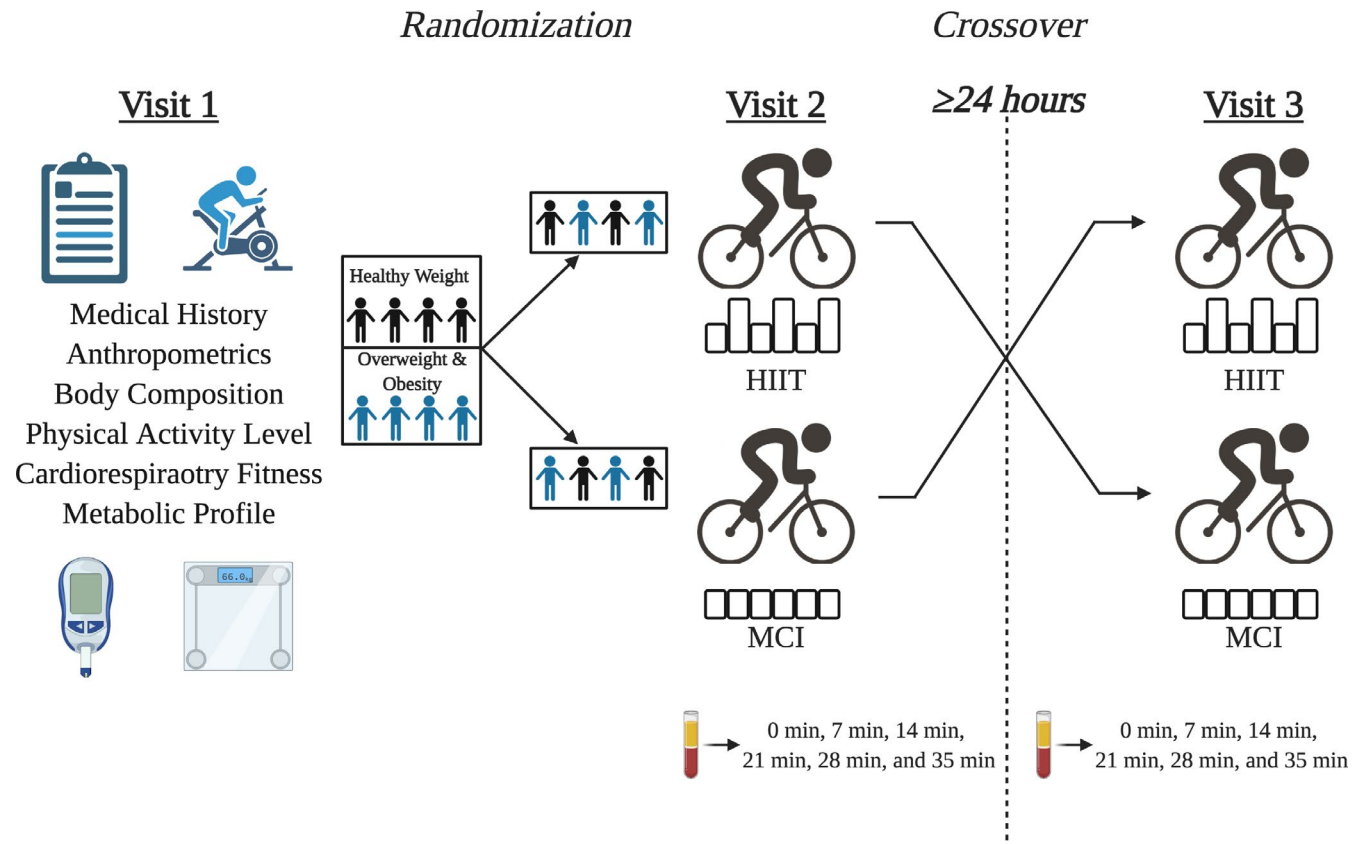 Randomization
Crossover
Visit 1
Visit 2
≥24 hours
Visit 3
Medical History
Anthropometrics
Body Composition
Physical Activity Level
Cardiorespiraotry Fitness
Metabolic Profile
66.0kg
Healthy Weight
Overweight &
Obesity
HIIT
MCI
HIIT
MCI
0 min, 7 min, 14 min,
21 min, 28 min, and 35 min
0 min, 7 min, 14 min,
21 min, 28 min, and 35 min